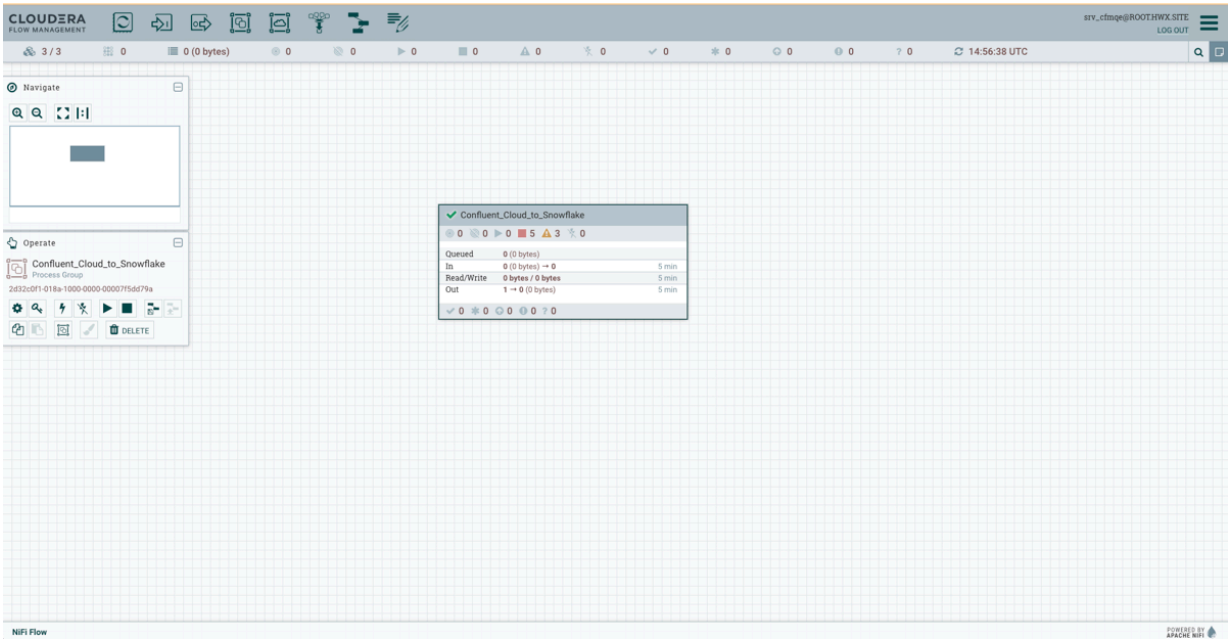 CLOUDERA
FLOW MANAGEMENT
srv_cfmqe@ROOT.HWX.SITE
LOG OUT
3 / 3 0 0 (0 bytes) 0 0 0 0 0 0 0 0 0 0 ? 0 14:56:38 UTC
Navigate
Operate
Confluent_Cloud_to_Snowflake
Process Group
2d32c0f1-018a-1000-0000-00007f5dd79a
DELETE
Confluent_Cloud_to_Snowflake
0 0 0 5 3 0
Queued 0 (0 bytes)
In 0 (0 bytes) → 0 5 min
Read/Write 0 bytes / 0 bytes 5 min
Out 1 → 0 (0 bytes) 5 min
0 0 0 0 ? 0
NiFi Flow
POWERED BY
APACHE NIFI